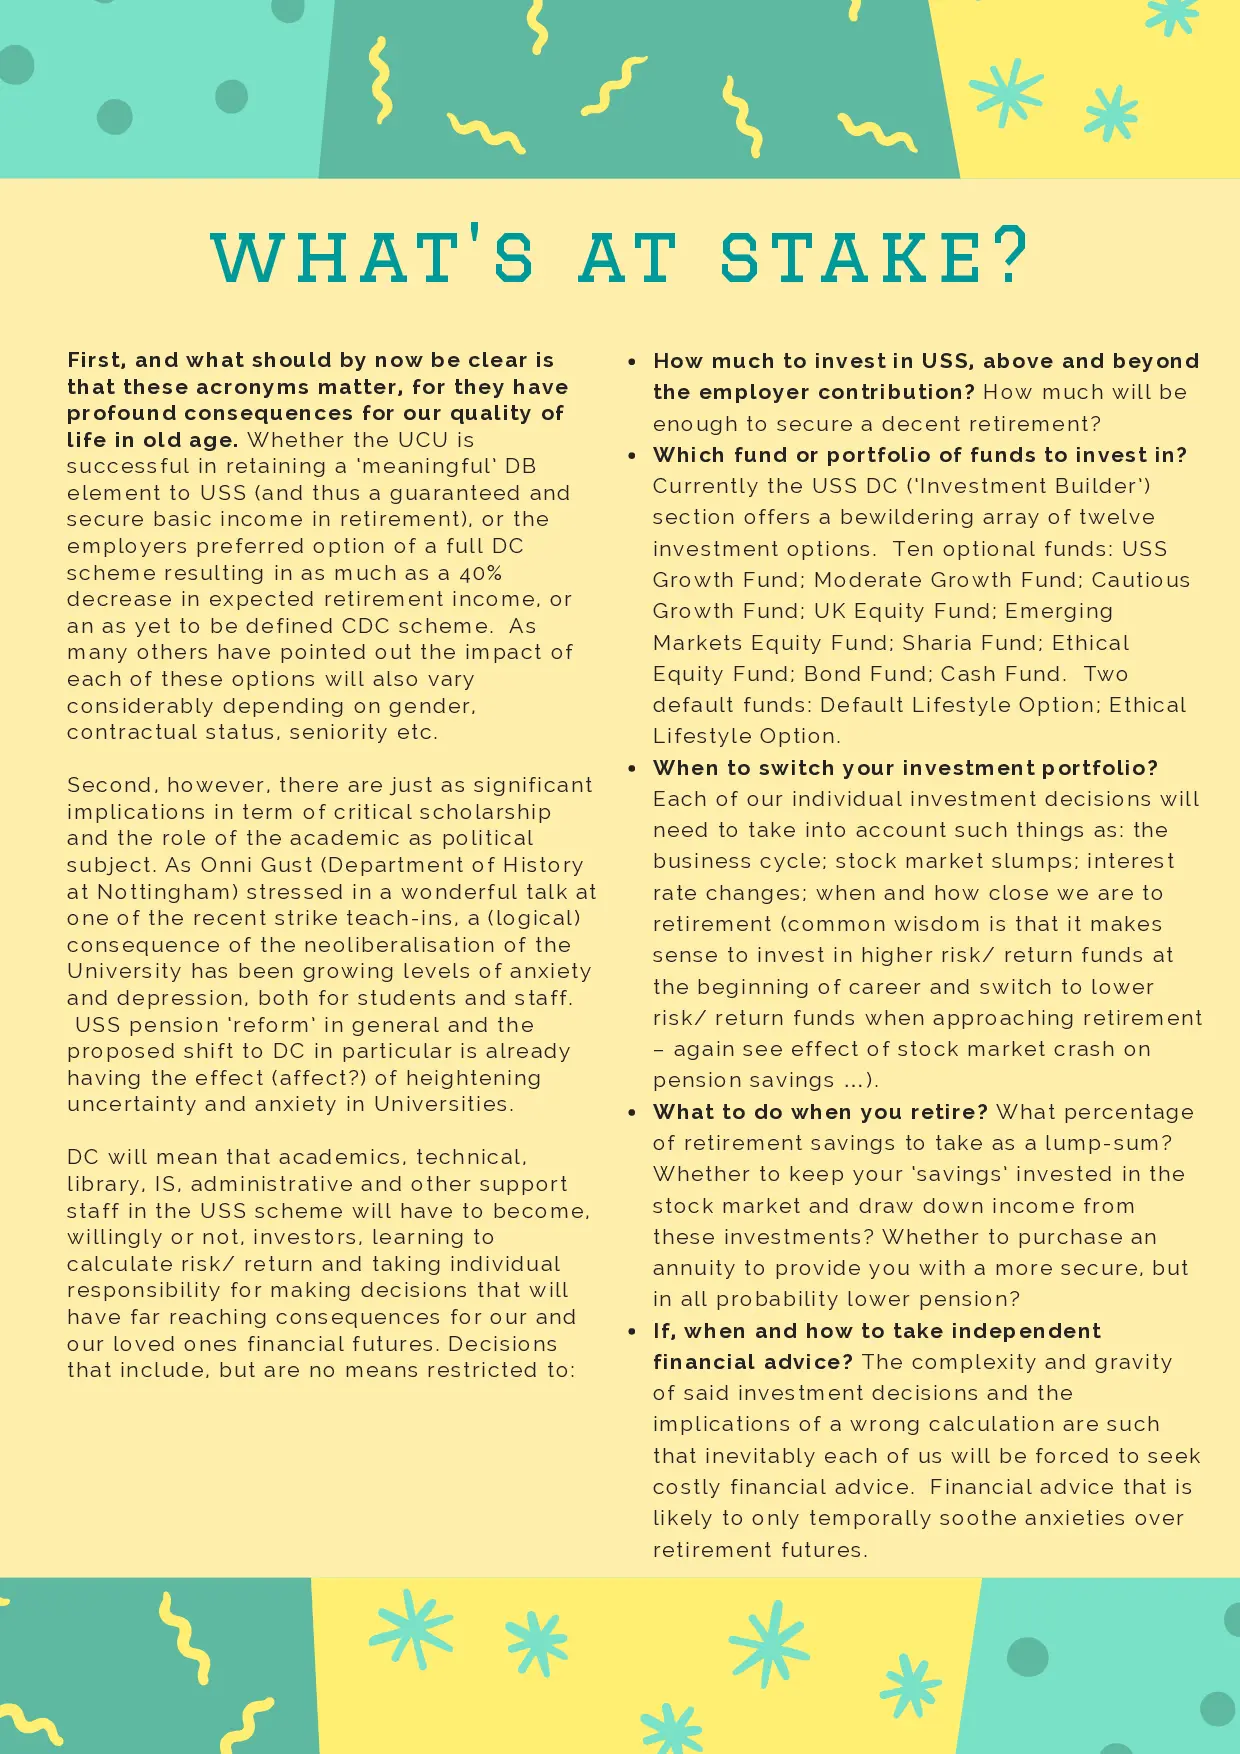 WHAT'S AT STAKE?
First, and what should by now be clear is
that these acronyms matter, for they have
profound consequences for our quality of
life in old age. Whether the UCU is
successful in retaining a 'meaningful' DB
element to USS (and thus a guaranteed and
secure basic income in retirement), or the
employers preferred option of a full DC
scheme resulting in as much as a 40%
decrease in expected retirement income, or
an as yet to be defined CDC scheme.  As
many others have pointed out the impact of
each of these options will also vary
considerably depending on gender,
contractual status, seniority etc.
Second, however, there are just as significant
implications in term of critical scholarship
and the role of the academic as political
subject. As Onni Gust (Department of History
at Nottingham) stressed in a wonderful talk at
one of the recent strike teach-ins, a (logical)
consequence of the neoliberalisation of the
University has been growing levels of anxiety
and depression, both for students and staff.
USS pension 'reform' in general and the
proposed shift to DC in particular is already
having the effect (affect?) of heightening
uncertainty and anxiety in Universities.
DC will mean that academics, technical,
library, IS, administrative and other support
staff in the USS scheme will have to become,
willingly or not, investors, learning to
calculate risk/ return and taking individual
responsibility for making decisions that will
have far reaching consequences for our and
our loved ones financial futures. Decisions
that include, but are no means restricted to:
• How much to invest in USS, above and beyond
the employer contribution? How much will be
enough to secure a decent retirement?
• Which fund or portfolio of funds to invest in?
Currently the USS DC ('Investment Builder')
section offers a bewildering array of twelve
investment options.  Ten optional funds: USS
Growth Fund; Moderate Growth Fund; Cautious
Growth Fund; UK Equity Fund; Emerging
Markets Equity Fund; Sharia Fund; Ethical
Equity Fund; Bond Fund; Cash Fund.  Two
default funds: Default Lifestyle Option; Ethical
Lifestyle Option.
• When to switch your investment portfolio?
Each of our individual investment decisions will
need to take into account such things as: the
business cycle; stock market slumps; interest
rate changes; when and how close we are to
retirement (common wisdom is that it makes
sense to invest in higher risk/ return funds at
the beginning of career and switch to lower
risk/ return funds when approaching retirement
– again see effect of stock market crash on
pension savings ...).
• What to do when you retire? What percentage
of retirement savings to take as a lump-sum?
Whether to keep your 'savings' invested in the
stock market and draw down income from
these investments? Whether to purchase an
annuity to provide you with a more secure, but
in all probability lower pension?
• If, when and how to take independent
financial advice? The complexity and gravity
of said investment decisions and the
implications of a wrong calculation are such
that inevitably each of us will be forced to seek
costly financial advice.  Financial advice that is
likely to only temporally soothe anxieties over
retirement futures.